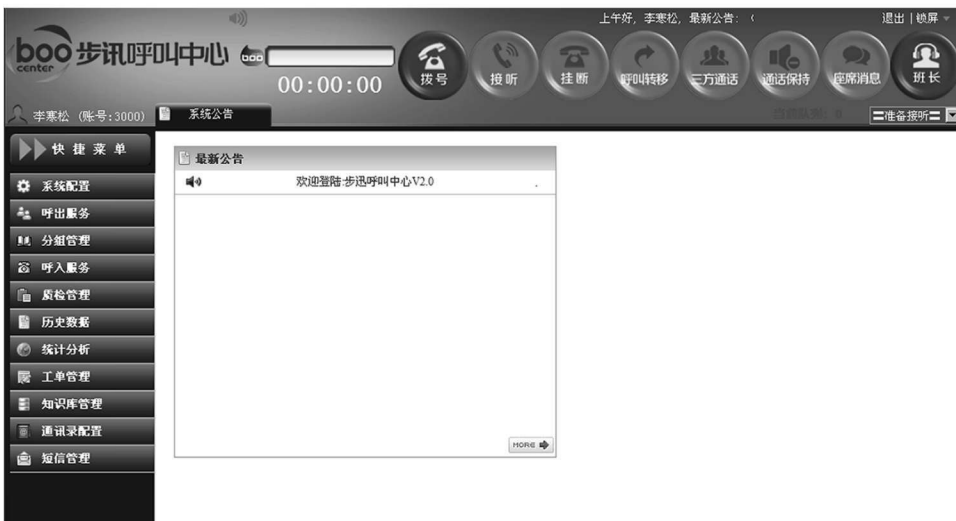 上午好, 李寒松, 最新公告: (
退出 | 锁屏
boo center 步讯呼叫中心
boo
00:00:00
拨号
接听
挂断
呼叫转移
三方通话
通话保持
座席消息
班长
李寒松 (账号:3000)
系统公告
〓准备接听〓
快捷菜单
系统配置
呼出服务
分组管理
呼入服务
质检管理
历史数据
统计分析
工单管理
知识库管理
通讯录配置
短信管理
最新公告
欢迎登陆:步迅呼叫中心V2.0
MORE